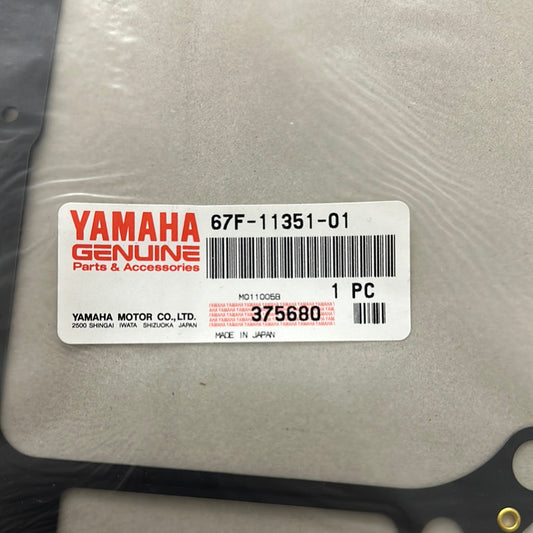 YAMAHA
GENUINE
Parts & Accessories
67F-11351-01
M011005B
1 PC
YAMAHA MOTOR CO.,LTD.
2500 SHINGAI IWATA SHIZUOKA JAPAN
375680
MADE IN JAPAN